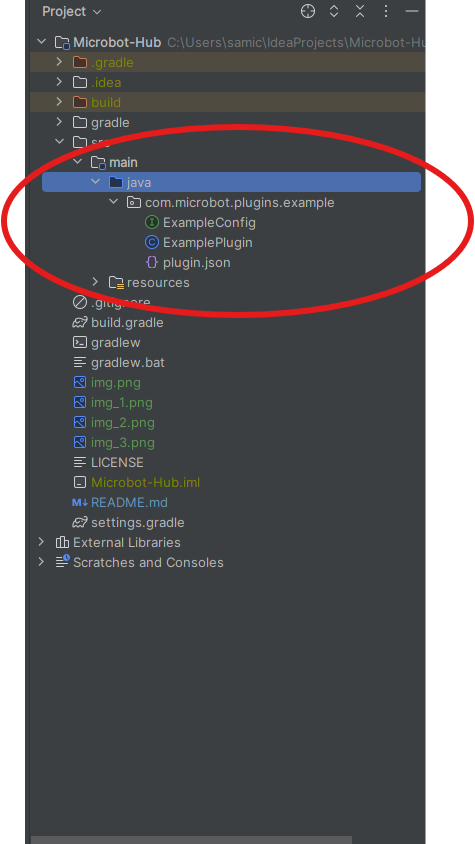 Project
Microbot-Hub C:\Users\samic\IdeaProjects\Microbot-Hu
.gradle
.idea
build
gradle
src
main
java
com.microbot.plugins.example
ExampleConfig
ExamplePlugin
plugin.json
resources
.gitignore
build.gradle
gradlew
gradlew.bat
img.png
img_1.png
img_2.png
img_3.png
LICENSE
Microbot-Hub.iml
README.md
settings.gradle
External Libraries
Scratches and Consoles